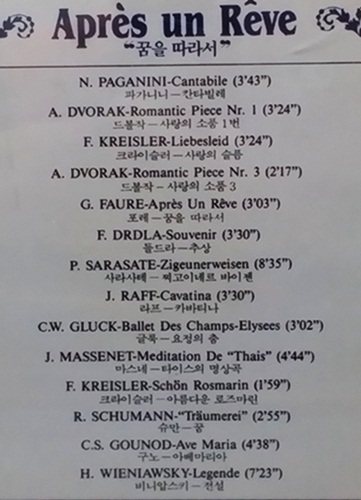 Après un Rêve
“꿈을 따라서”
N. PAGANINI-Cantabile (3'43”)
파가니니 — 칸타빌레
A. DVORAK-Romantic Piece Nr. 1 (3'24”)
드볼작 — 사랑의 소품 1번
F. KREISLER-Liebesleid (3'24”)
크라이슬러 — 사랑의 슬픔
A. DVORAK-Romantic Piece Nr. 3 (2'17”)
드볼작 — 사랑의 소품 3
G. FAURE-Après Un Rêve (3'03”)
포레 — 꿈을 따라서
F. DRDLA-Souvenir (3'30”)
돌드라 — 추상
P. SARASATE-Zigeunerweisen (8'35”)
사라사테 — 찌고이네르 바이젠
J. RAFF-Cavatina (3'30”)
라프 — 카바티나
C.W. GLUCK-Ballet Des Champs-Elysees (3'02”)
글룩 — 요정의 춤
J. MASSENET-Meditation De “Thais” (4'44”)
마스네 — 타이스의 명상곡
F. KREISLER-Schön Rosmarin (1'59”)
크라이슬러 — 아름다운 로즈마린
R. SCHUMANN-“Träumerei” (2'55”)
슈만 — 꿈
C.S. GOUNOD-Ave Maria (4'38”)
구노 — 아베마리아
H. WIENIAWSKY-Legende (7'23”)
비니암스키 — 전설